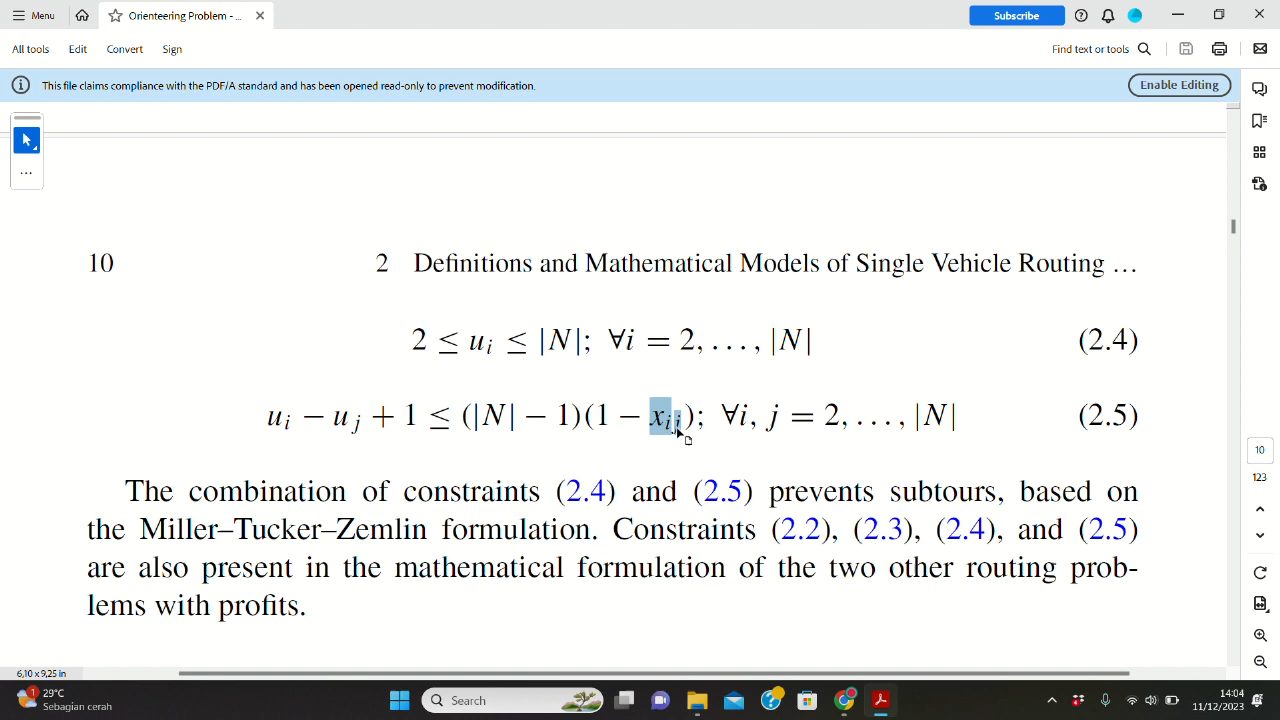 Menu
Orienteering Problem - ...
Subscribe
All tools Edit Convert Sign
Find text or tools
This file claims compliance with the PDF/A standard and has been opened read-only to prevent modification.
Enable Editing
10 2 Definitions and Mathematical Models of Single Vehicle Routing …
2 ≤ u_i ≤ |N|; ∀i = 2, . . . , |N| (2.4)
u_i − u_j + 1 ≤ (|N| − 1)(1 − x_ij); ∀i, j = 2, . . . , |N| (2.5)
The combination of constraints (2.4) and (2.5) prevents subtours, based on
the Miller–Tucker–Zemlin formulation. Constraints (2.2), (2.3), (2.4), and (2.5)
are also present in the mathematical formulation of the two other routing prob-
lems with profits.
10
123
6,10 x 9,25 in
1
29°C
Sebagian cerah
Search
14:04
11/12/2023